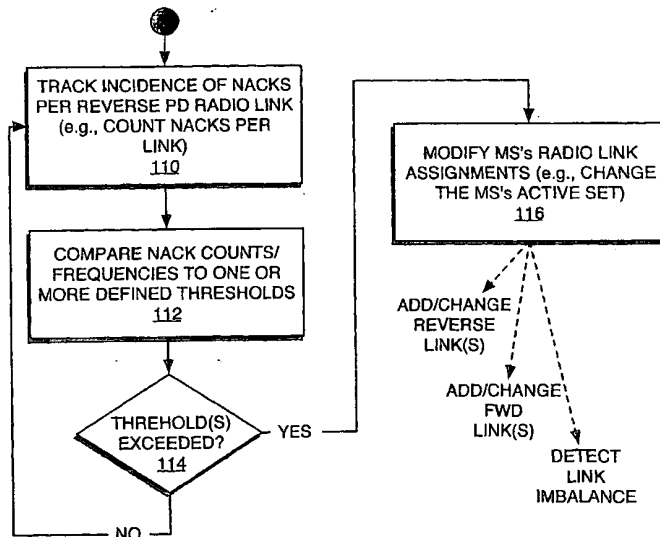 TRACK INCIDENCE OF NACKS
PER REVERSE PD RADIO LINK
(e.g., COUNT NACKS PER
LINK)
110
COMPARE NACK COUNTS/
FREQUENCIES TO ONE OR
MORE DEFINED THRESHOLDS
112
THREHOLD(S)
EXCEEDED?
114
YES
NO
MODIFY MS's RADIO LINK
ASSIGNMENTS (e.g., CHANGE
THE MS's ACTIVE SET)
116
ADD/CHANGE
REVERSE
LINK(S)
ADD/CHANGE
FWD
LINK(S)
DETECT
LINK
IMBALANCE